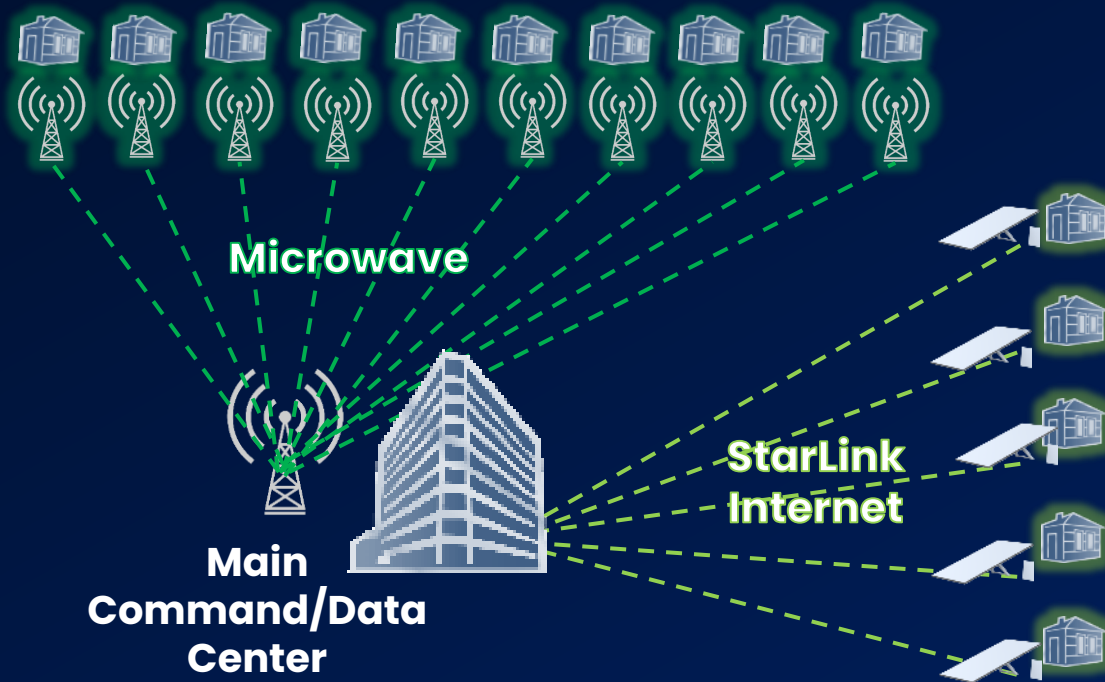 Microwave
StarLink
Internet
Main
Command/Data
Center